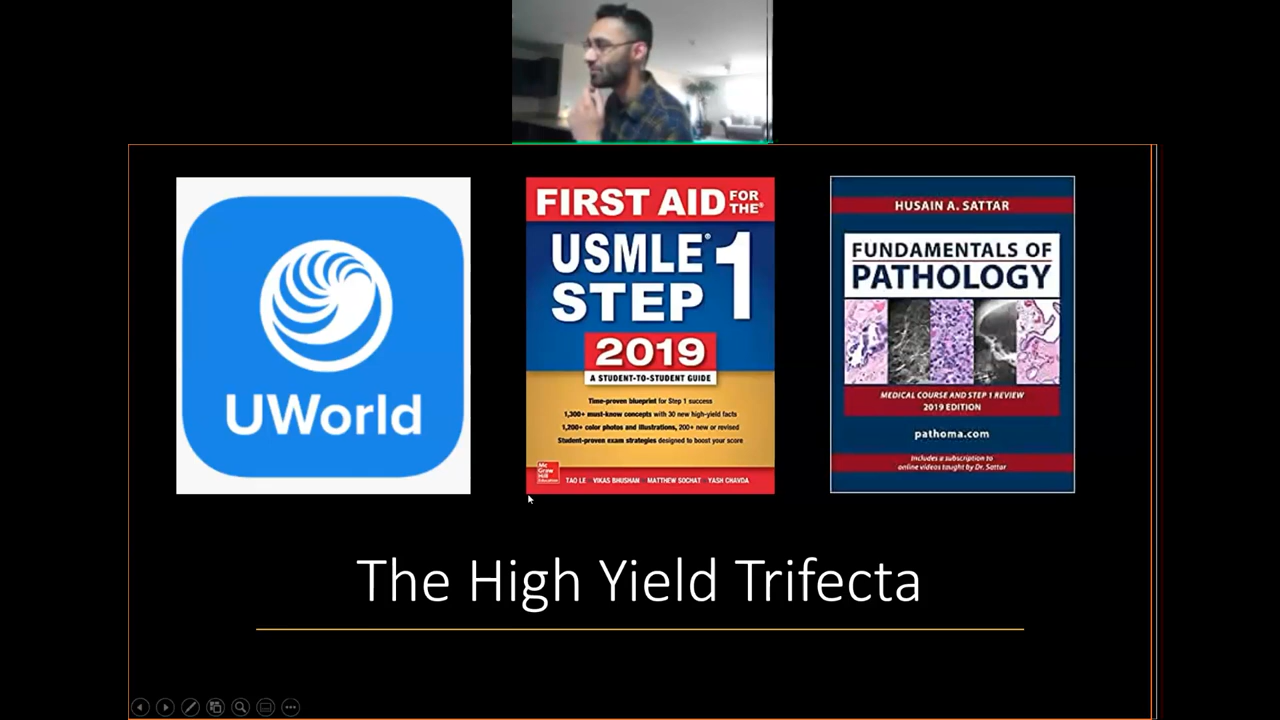 UWorld
FIRST AID FOR THE®
USMLE® 1
STEP
2019
A STUDENT-TO-STUDENT GUIDE
Time-proven blueprint for Step 1 success
1,300+ must-know concepts with 30 new high-yield facts
1,200+ color photos and illustrations, 200+ new or revised
Student-proven exam strategies designed to boost your score
Mc
Graw
Hill
Education
TAO LE VIKAS BHUSHAN MATTHEW SOCHAT YASH CHAVDA
HUSAIN A. SATTAR
FUNDAMENTALS OF
PATHOLOGY
MEDICAL COURSE AND STEP 1 REVIEW
2019 EDITION
pathoma.com
Includes a subscription to
online videos taught by Dr. Sattar
The High Yield Trifecta